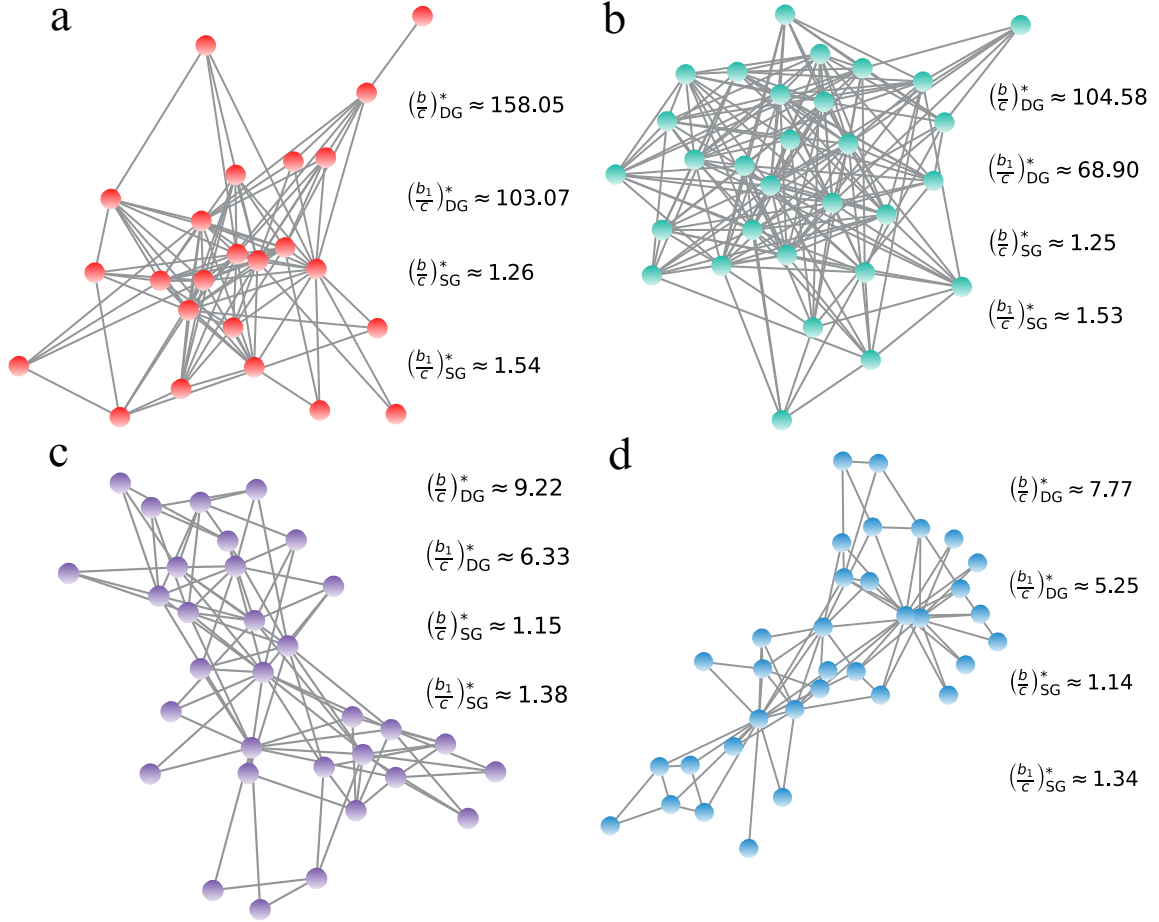 a
(b/c)*DG ≈ 158.05
(b₁/c)*DG ≈ 103.07
(b/c)*SG ≈ 1.26
(b₁/c)*SG ≈ 1.54
b
(b/c)*DG ≈ 104.58
(b₁/c)*DG ≈ 68.90
(b/c)*SG ≈ 1.25
(b₁/c)*SG ≈ 1.53
c
(b/c)*DG ≈ 9.22
(b₁/c)*DG ≈ 6.33
(b/c)*SG ≈ 1.15
(b₁/c)*SG ≈ 1.38
d
(b/c)*DG ≈ 7.77
(b₁/c)*DG ≈ 5.25
(b/c)*SG ≈ 1.14
(b₁/c)*SG ≈ 1.34